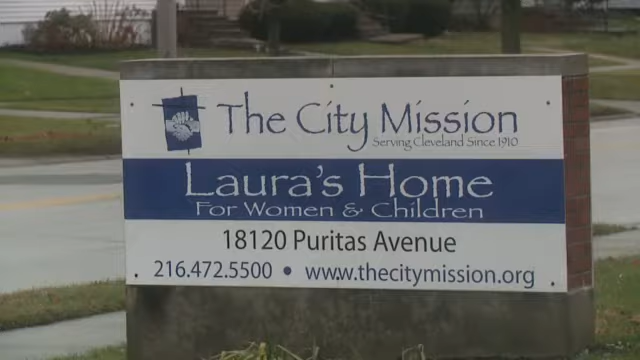 The City Mission
Serving Cleveland Since 1910
Laura's Home
For Women & Children
18120 Puritas Avenue
216.472.5500 • www.thecitymission.org